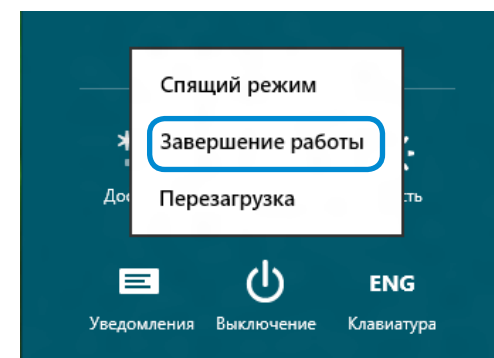 Спящий режим
Завершение работы
Перезагрузка
ENG
Уведомления Выключение Клавиатура